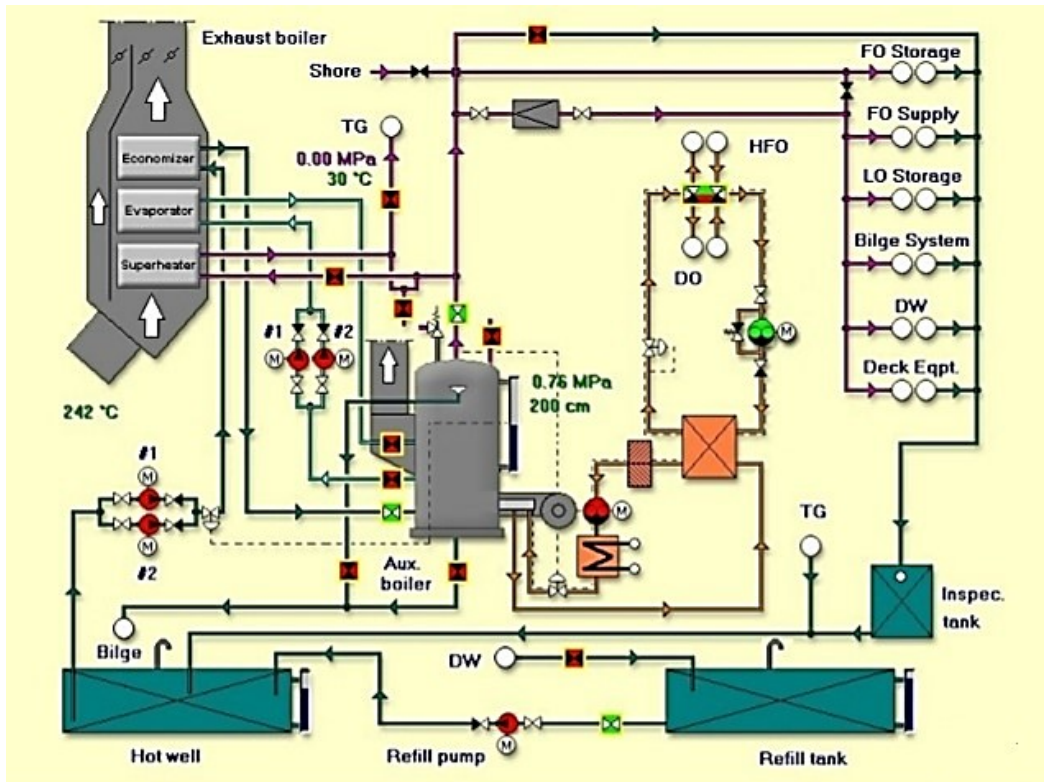 Exhaust boiler
FO Storage
Shore
TG
FO Supply
0.00 MPa
30 °C
HFO
Economizer
LO Storage
Evaporator
Bilge System
Superheater
DO
DW
#1
#2
M
M
M
Deck Eqpt.
0.76 MPa
200 cm
242 °C
#1
M
M
TG
M
#2
Aux.
boiler
Inspec.
tank
Bilge
DW
M
Hot well
Refill pump
Refill tank